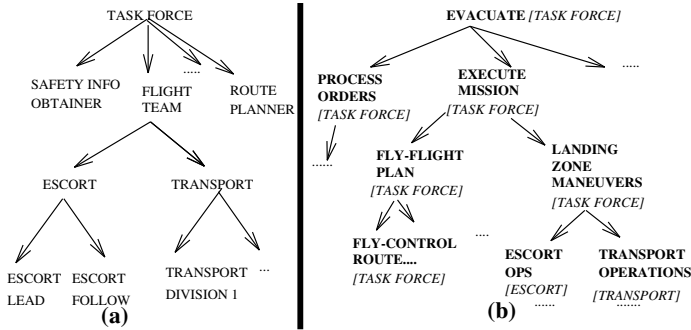 TASK FORCE
.....
SAFETY INFO
OBTAINER
FLIGHT
TEAM
ROUTE
PLANNER
ESCORT
TRANSPORT
ESCORT
LEAD
ESCORT
FOLLOW
TRANSPORT
DIVISION 1
...
(a)
EVACUATE [TASK FORCE]
PROCESS
ORDERS
[TASK FORCE]
EXECUTE
MISSION
[TASK FORCE]
.....
......
FLY-FLIGHT
PLAN
[TASK FORCE]
LANDING
ZONE
MANEUVERS
[TASK FORCE]
FLY-CONTROL
ROUTE....
[TASK FORCE]
....
ESCORT
OPS
[ESCORT]
......
TRANSPORT
OPERATIONS
[TRANSPORT]
.......
(b)